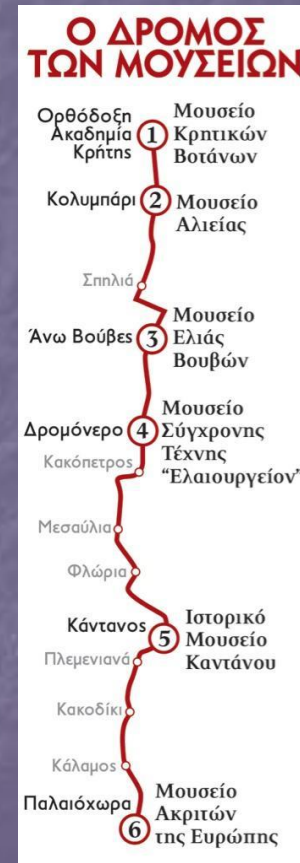 Ο ΔΡΟΜΟΣ
ΤΩΝ ΜΟΥΣΕΙΩΝ
Ορθόδοξη
Ακαδημία
Κρήτης
1
Μουσείο
Κρητικών
Βοτάνων
Κολυμπάρι
2
Μουσείο
Αλιείας
Σπηλιά
Άνω Βούβες
3
Μουσείο
Ελιάς
Βουβών
Δρομόνερο
4
Μουσείο
Σύγχρονης
Τέχνης
"Ελαιουργείον"
Κακόπετρος
Μεσαύλια
Φλώρια
Κάντανος
5
Ιστορικό
Μουσείο
Καντάνου
Πλεμενιανά
Κακοδίκι
Κάλαμος
Παλαιόχωρα
6
Μουσείο
Ακριτών
της Ευρώπης